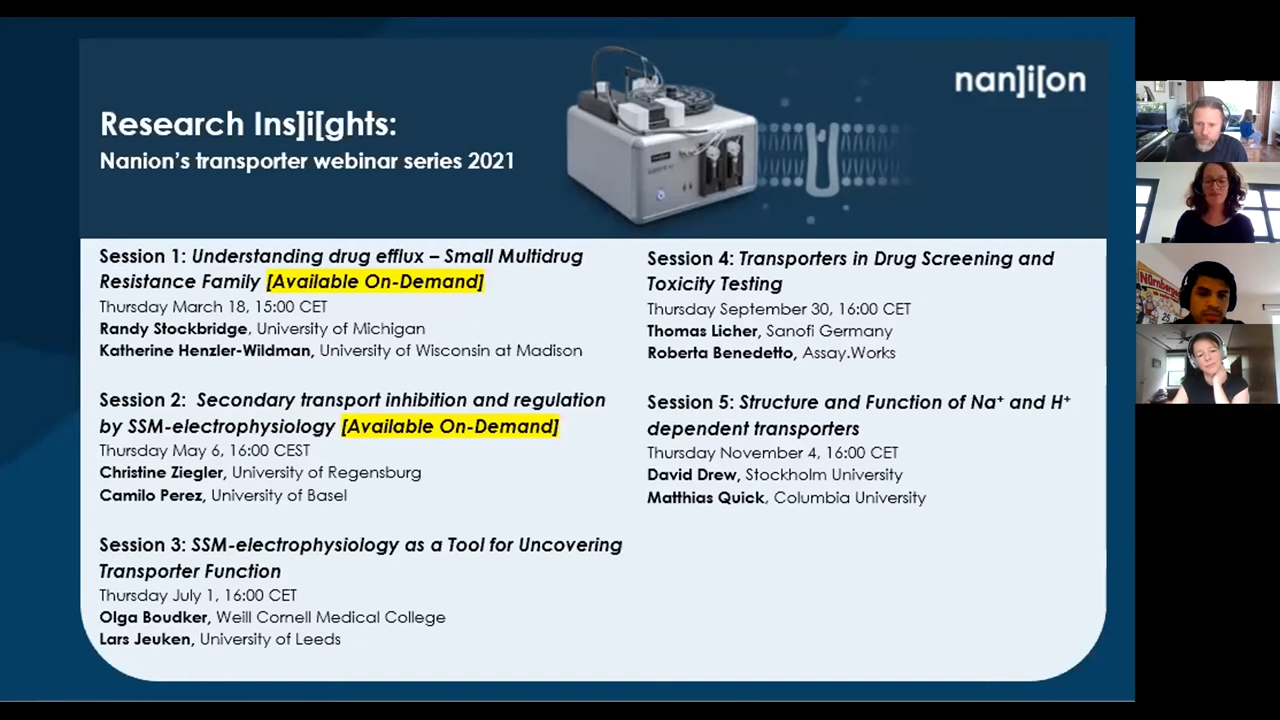 nan]i[on
Research Ins]i[ghts:
Nanion's transporter webinar series 2021
Session 1: Understanding drug efflux – Small Multidrug
Resistance Family [Available On-Demand]
Thursday March 18, 15:00 CET
Randy Stockbridge, University of Michigan
Katherine Henzler-Wildman, University of Wisconsin at Madison
Session 2: Secondary transport inhibition and regulation
by SSM-electrophysiology [Available On-Demand]
Thursday May 6, 16:00 CEST
Christine Ziegler, University of Regensburg
Camilo Perez, University of Basel
Session 3: SSM-electrophysiology as a Tool for Uncovering
Transporter Function
Thursday July 1, 16:00 CET
Olga Boudker, Weill Cornell Medical College
Lars Jeuken, University of Leeds
Session 4: Transporters in Drug Screening and
Toxicity Testing
Thursday September 30, 16:00 CET
Thomas Licher, Sanofi Germany
Roberta Benedetto, Assay.Works
Session 5: Structure and Function of Na⁺ and H⁺
dependent transporters
Thursday November 4, 16:00 CET
David Drew, Stockholm University
Matthias Quick, Columbia University